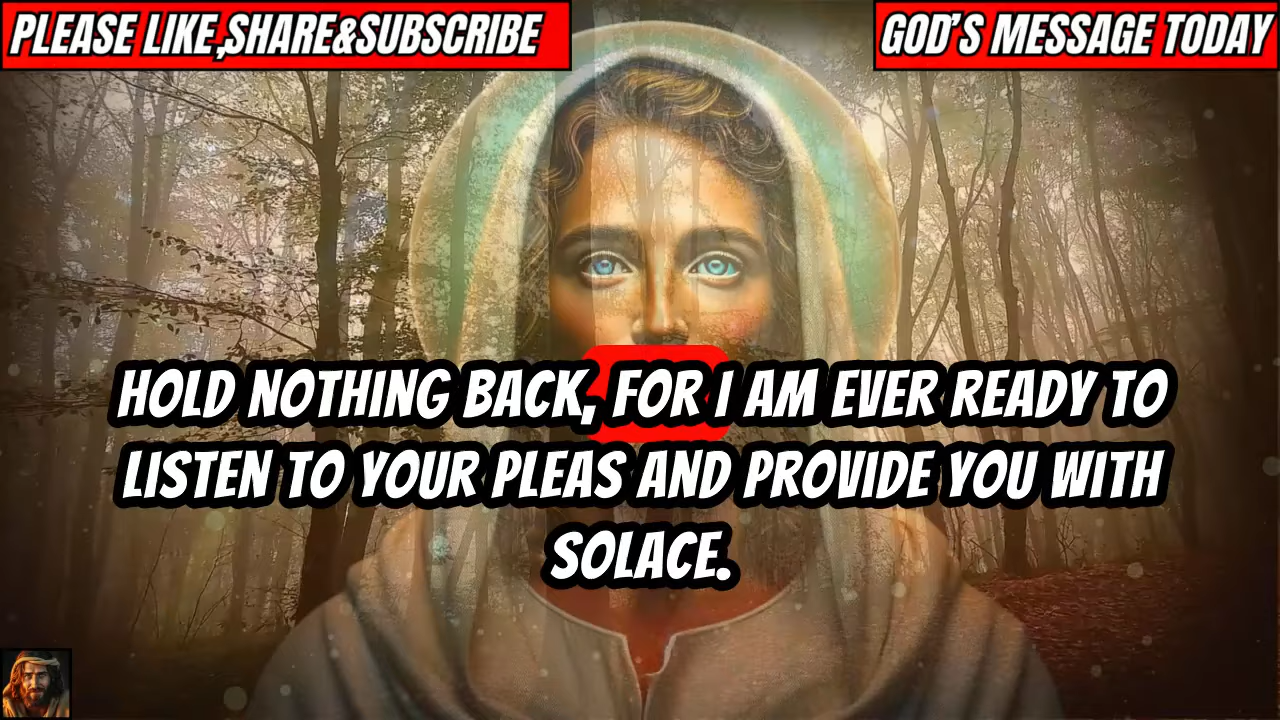 PLEASE LIKE,SHARE&SUBSCRIBE
GOD'S MESSAGE TODAY
HOLD NOTHING BACK, FOR I AM EVER READY TO
LISTEN TO YOUR PLEAS AND PROVIDE YOU WITH
SOLACE.